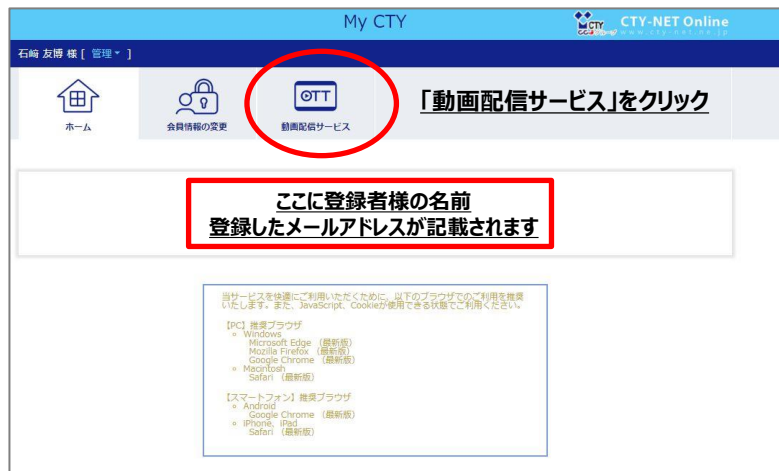 My CTY
CTY CTY-NET Online
www.cty-net.ne.jp
石﨑 友博 様 [ 管理 ]
OTT
ホーム
会員情報の変更
動画配信サービス
「動画配信サービス」をクリック
ここに登録者様の名前
登録したメールアドレスが記載されます
当サービスを快適にご利用いただくために、以下のブラウザでのご利用を推奨
いたします。また、JavaScript、Cookieが使用できる状態でご利用ください。
【PC】推奨ブラウザ
Windows
Microsoft Edge （最新版）
Mozilla Firefox （最新版）
Google Chrome （最新版）
Macintosh
Safari （最新版）
【スマートフォン】推奨ブラウザ
Android
Google Chrome （最新版）
iPhone、iPad
Safari （最新版）